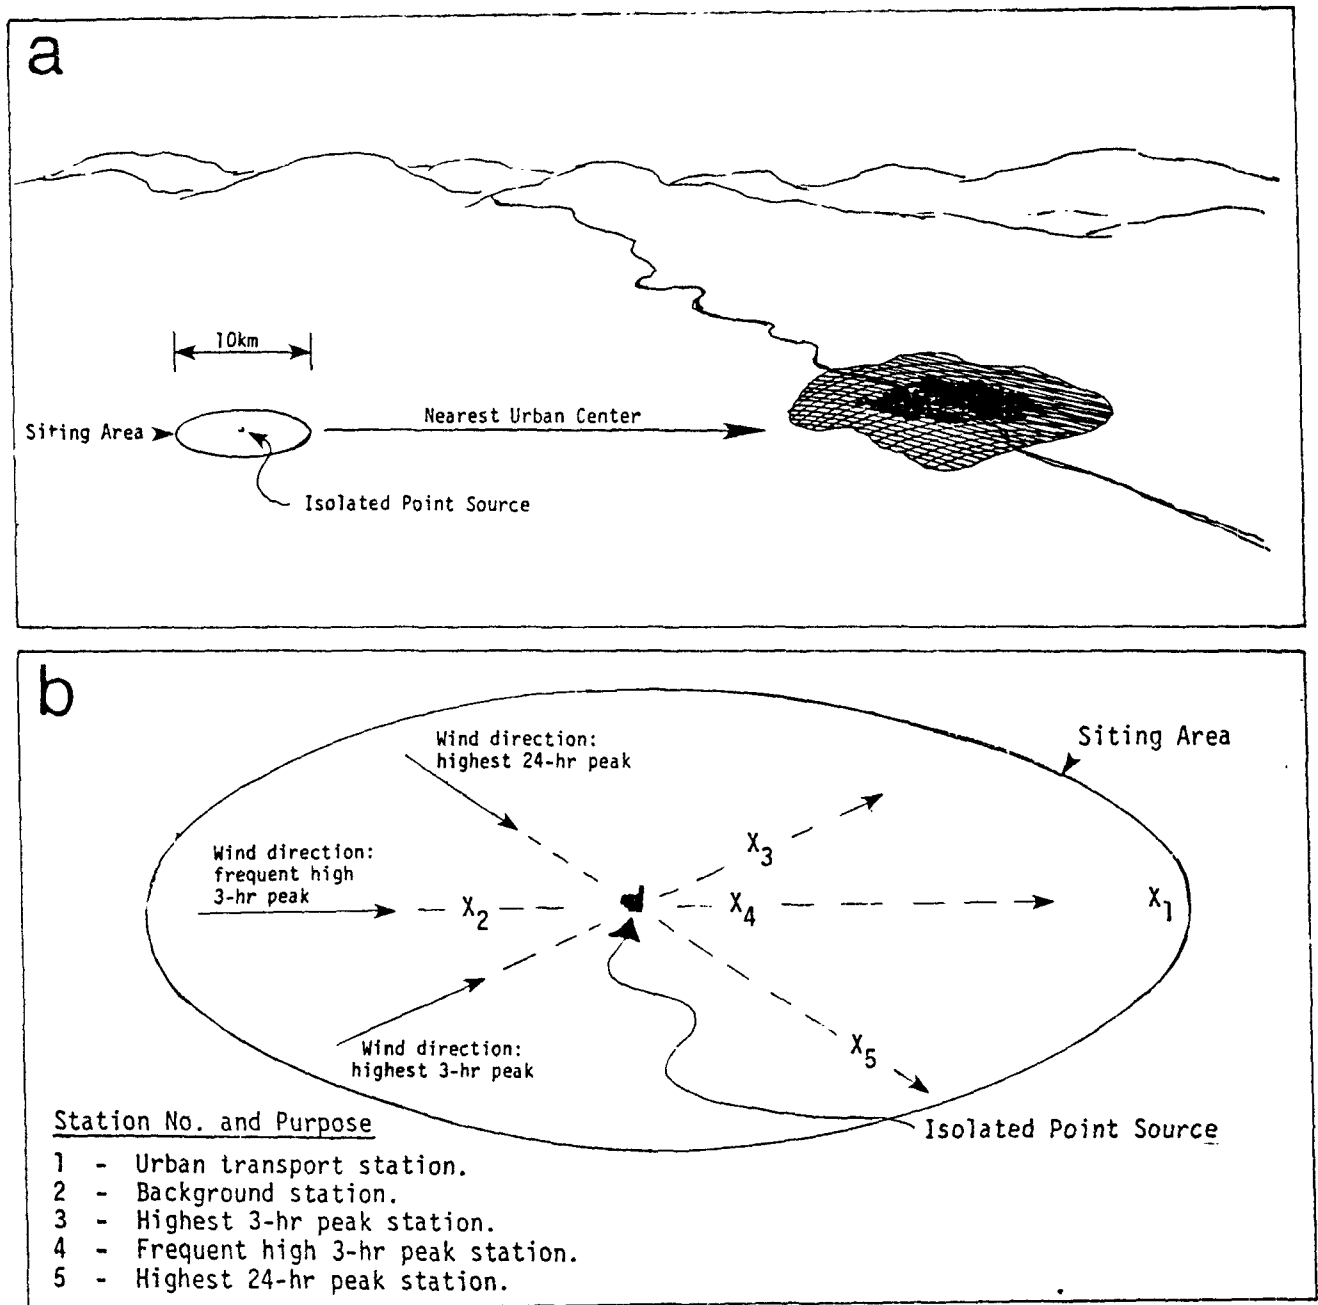 a
10km
Siting Area
Nearest Urban Center
Isolated Point Source
b
Wind direction:
highest 24-hr peak
Siting Area
Wind direction:
frequent high
3-hr peak
X3
X2
X4
X1
X5
Wind direction:
highest 3-hr peak
Isolated Point Source
Station No. and Purpose
1 - Urban transport station.
2 - Background station.
3 - Highest 3-hr peak station.
4 - Frequent high 3-hr peak station.
5 - Highest 24-hr peak station.